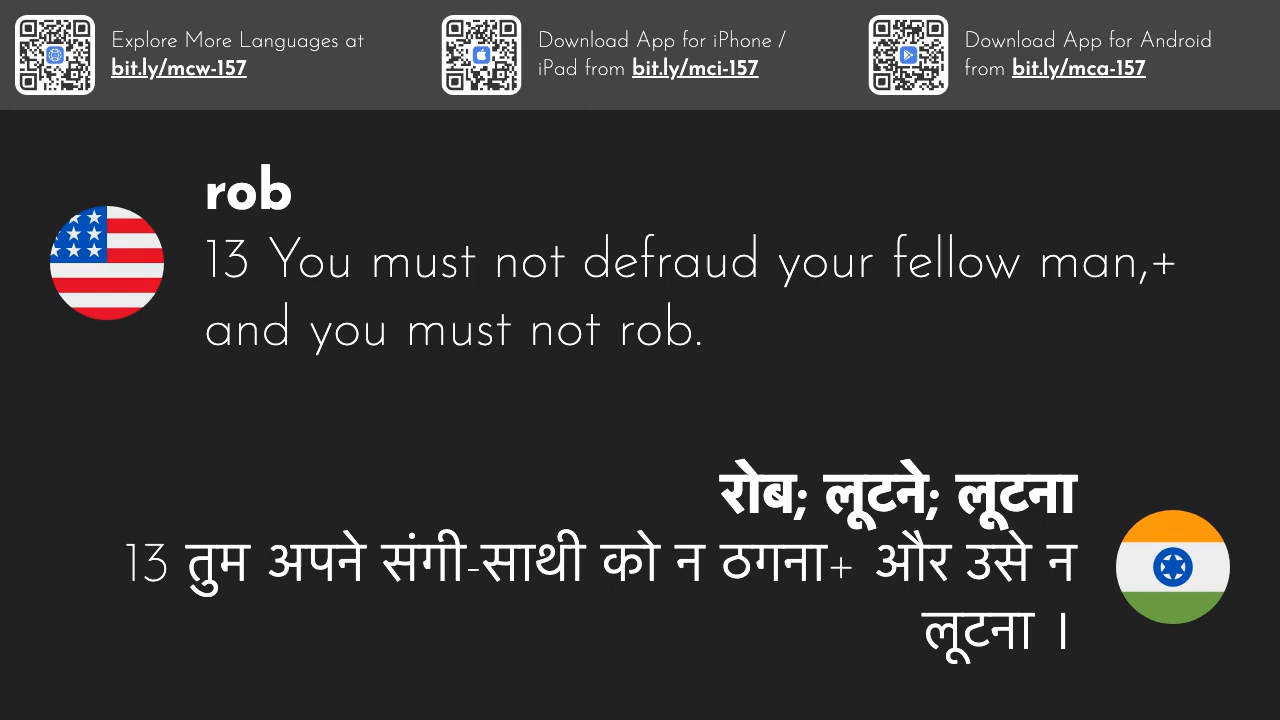 Explore More Languages at
bit.ly/mcw-157
Download App for iPhone /
iPad from bit.ly/mci-157
Download App for Android
from bit.ly/mca-157
rob
13 You must not defraud your fellow man,+
and you must not rob.
रोब; लूटने; लूटना
13 तुम अपने संगी-साथी को न ठगना+ और उसे न
लूटना ।